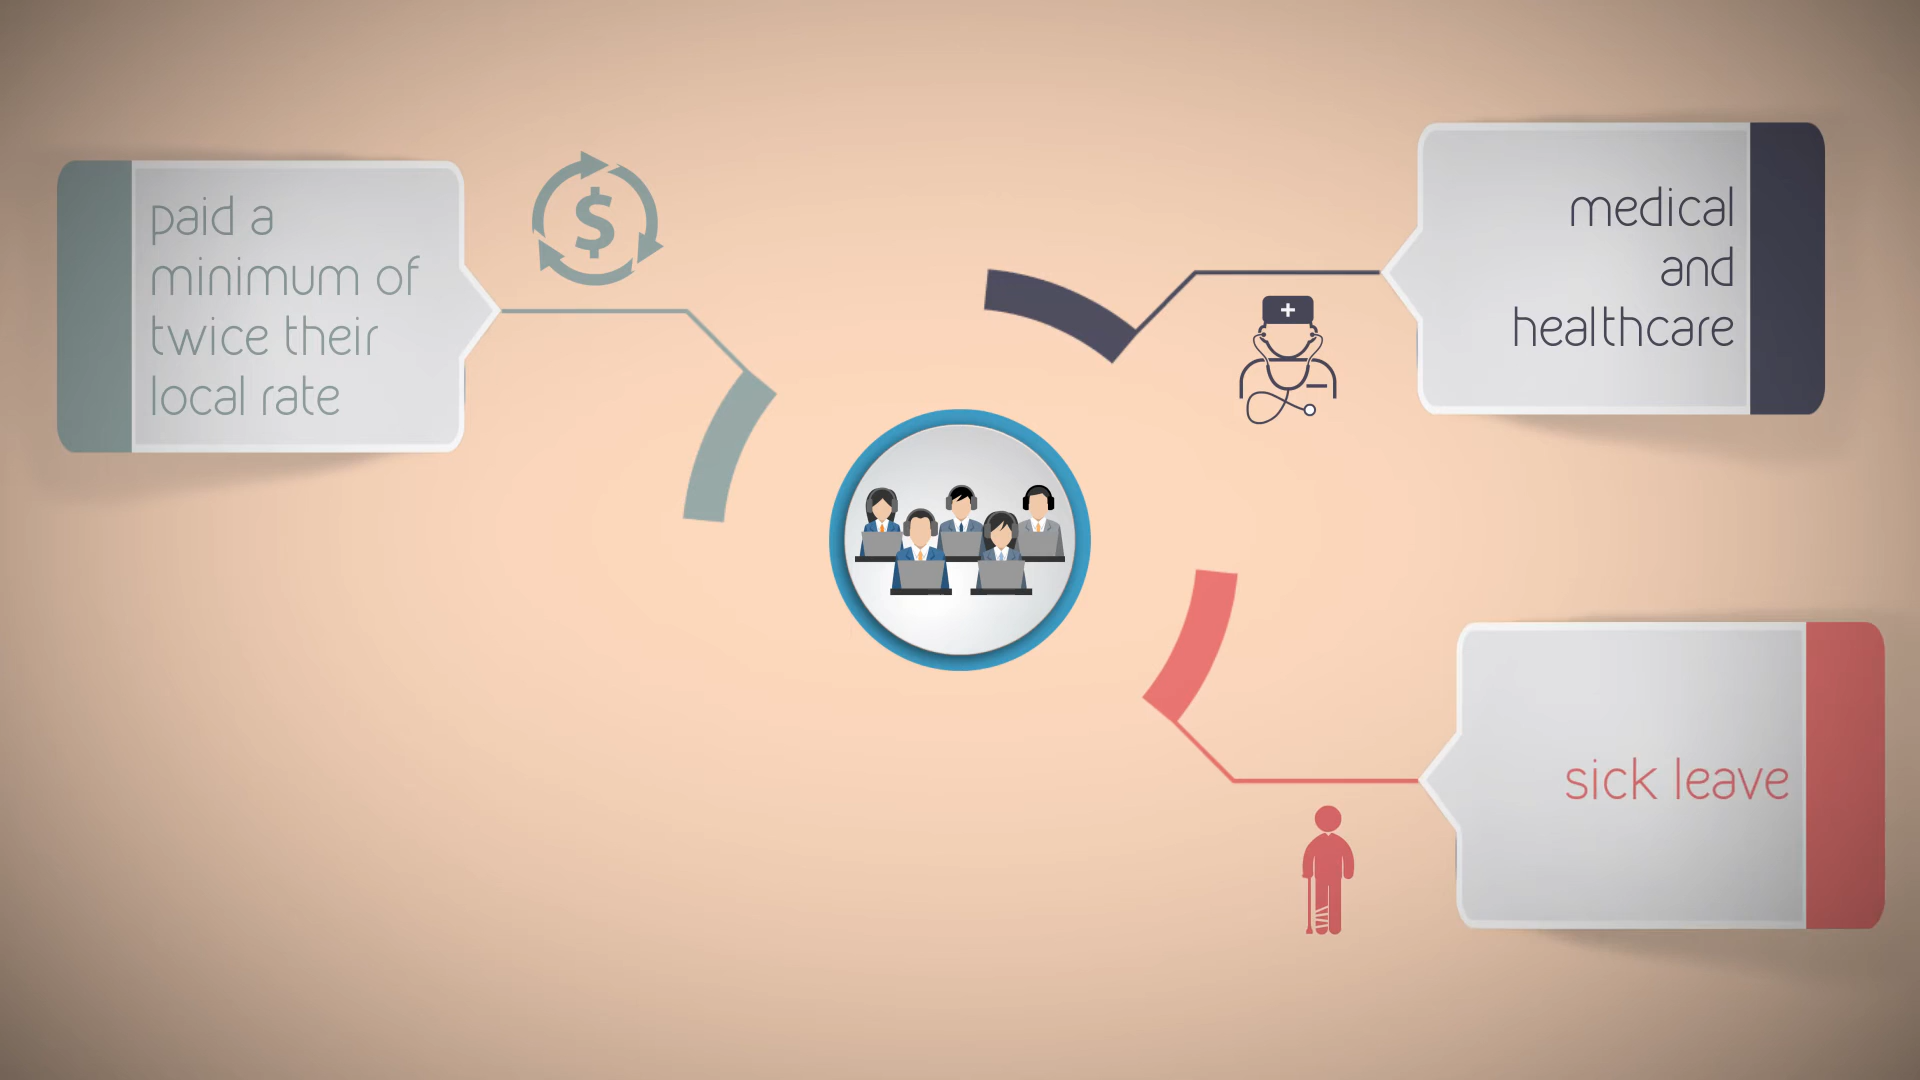 paid a
minimum of
twice their
local rate
$
medical
and
healthcare
sick leave